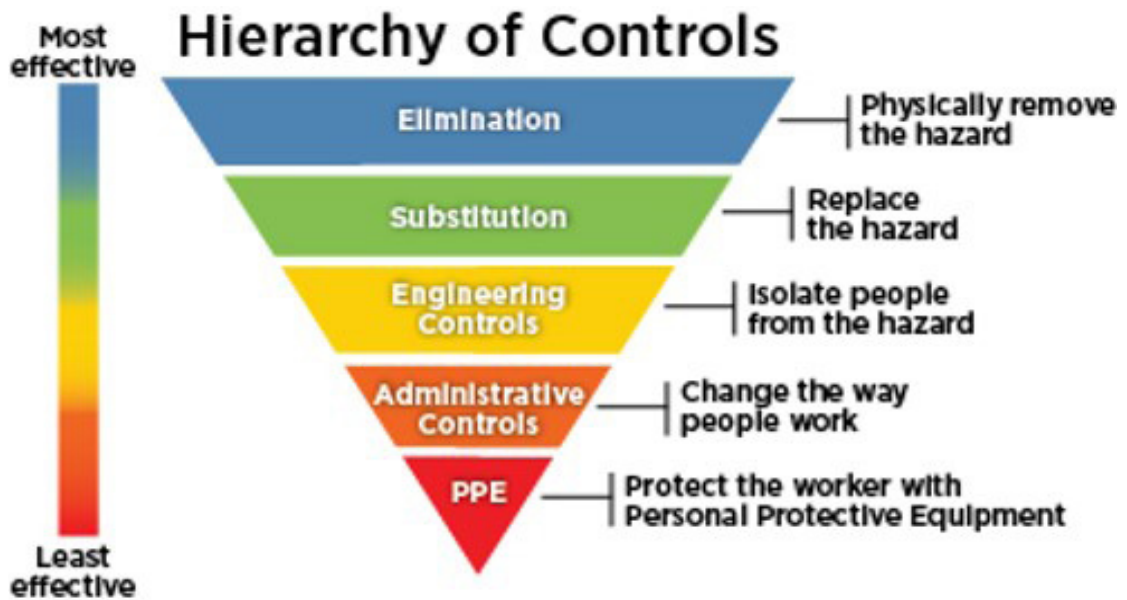 Hierarchy of Controls
Most
effective
Elimination
Physically remove
the hazard
Substitution
Replace
the hazard
Engineering
Controls
Isolate people
from the hazard
Administrative
Controls
Change the way
people work
PPE
Protect the worker with
Personal Protective Equipment
Least
effective